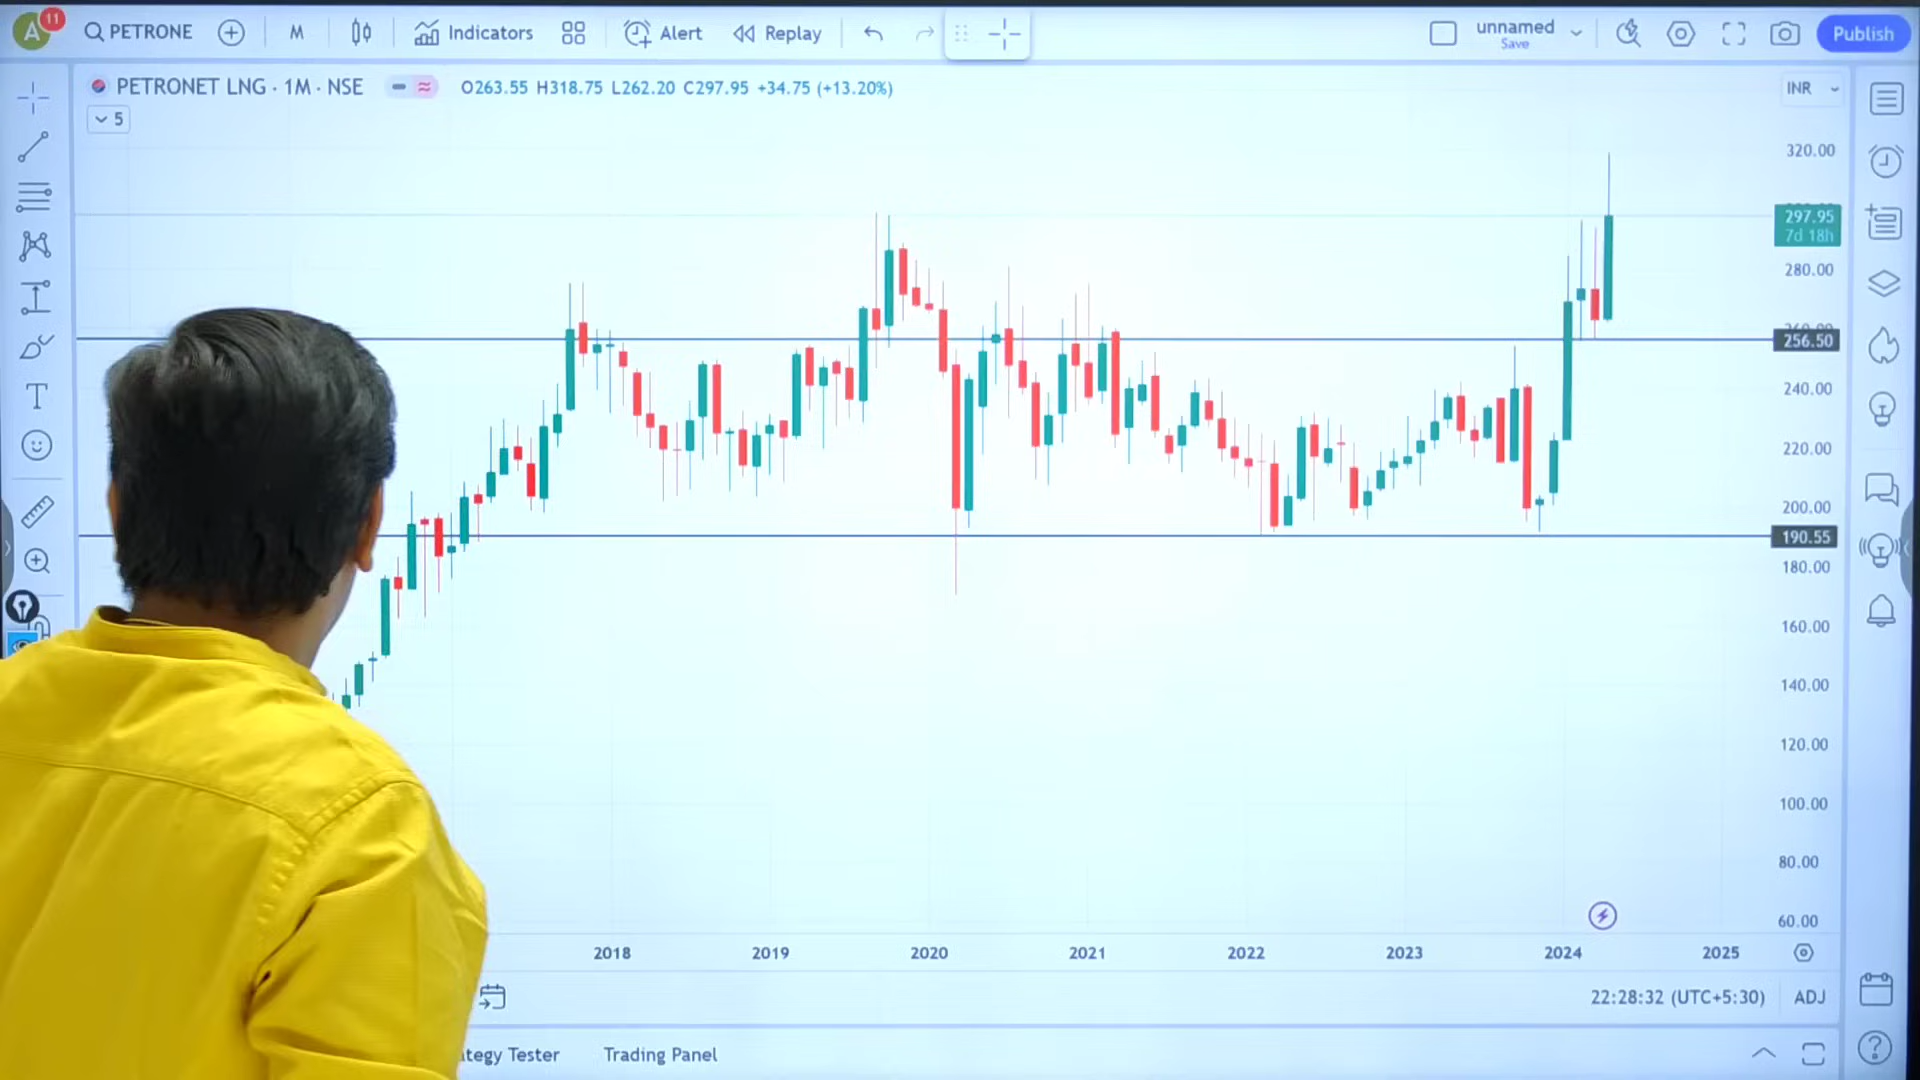 A 11 PETRONE M Indicators Alert Replay unnamed Publish
Save
PETRONET LNG · 1M · NSE O263.55 H318.75 L262.20 C297.95 +34.75 (+13.20%) INR
5
320.00
297.95
7d 18h
280.00
256.50
240.00
220.00
200.00
190.55
180.00
160.00
140.00
120.00
100.00
80.00
60.00
2018 2019 2020 2021 2022 2023 2024 2025
22:28:32 (UTC+5:30) ADJ
tegy Tester Trading Panel